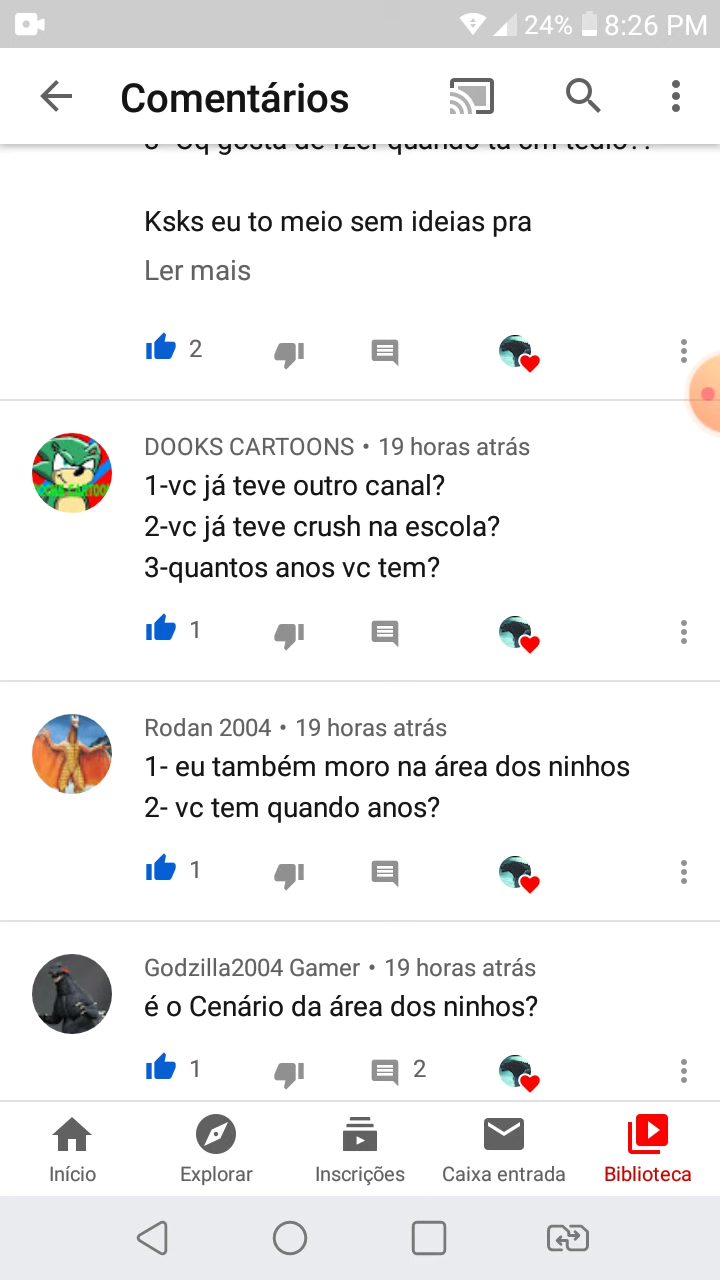 24% 8:26 PM
Comentários
Ksks eu to meio sem ideias pra
Ler mais
2
DOOKS CARTOONS • 19 horas atrás
1-vc já teve outro canal?
2-vc já teve crush na escola?
3-quantos anos vc tem?
1
Rodan 2004 • 19 horas atrás
1- eu também moro na área dos ninhos
2- vc tem quando anos?
1
Godzilla2004 Gamer • 19 horas atrás
é o Cenário da área dos ninhos?
1 2
Início Explorar Inscrições Caixa entrada Biblioteca